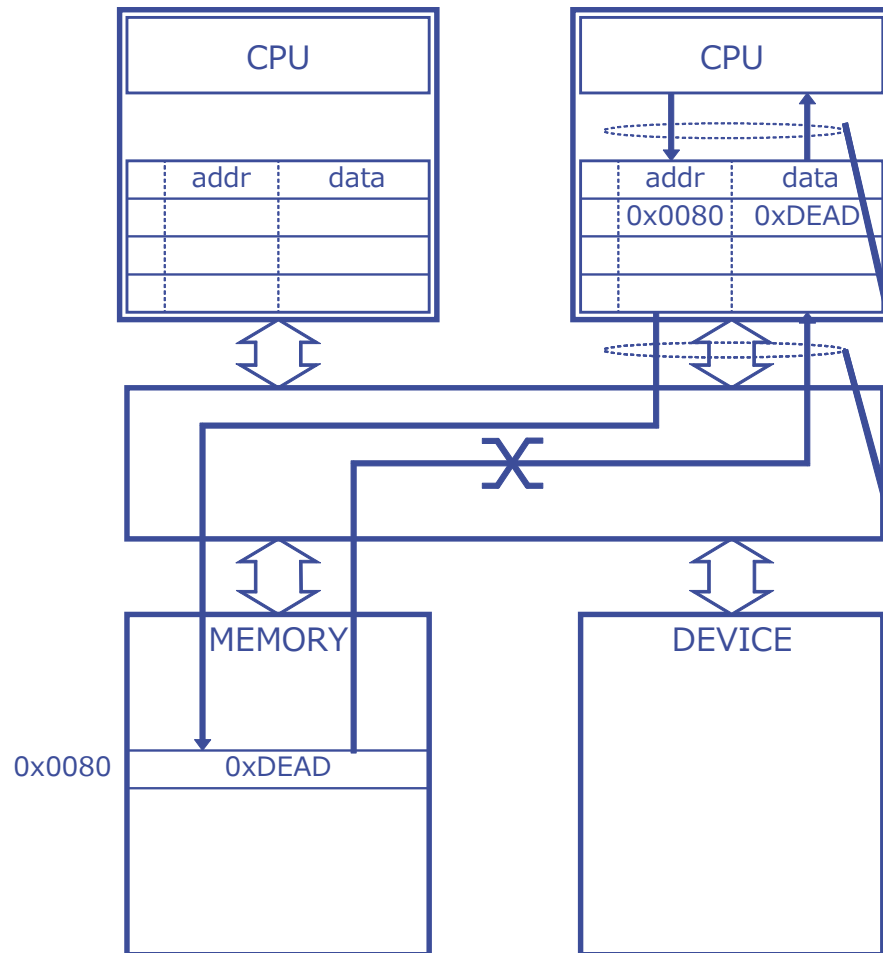 CPU
CPU
addr data
addr data
0x0080 0xDEAD
MEMORY
DEVICE
0x0080 0xDEAD